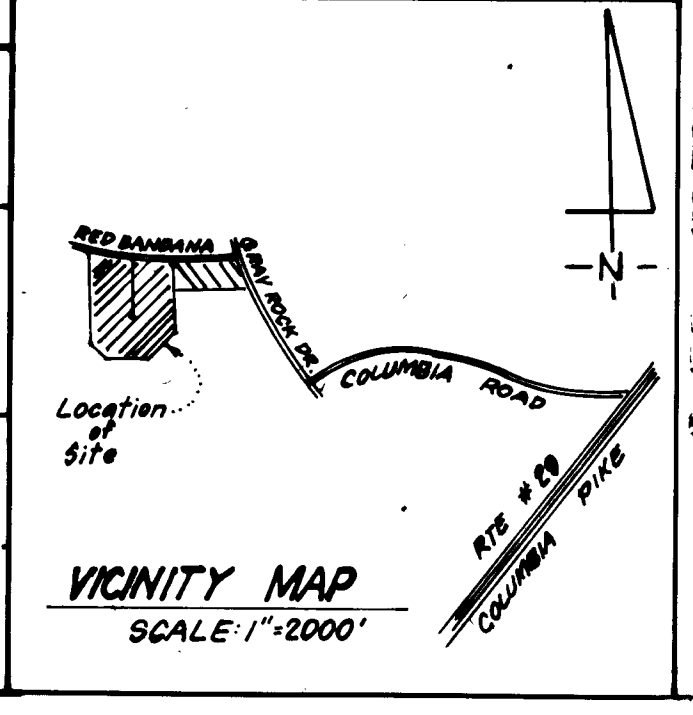 RED BANDANA
GRAY ROCK DR.
COLUMBIA ROAD
Location
of
Site
RTE #29
COLUMBIA PIKE
N
VICINITY MAP
SCALE: 1"=2000'